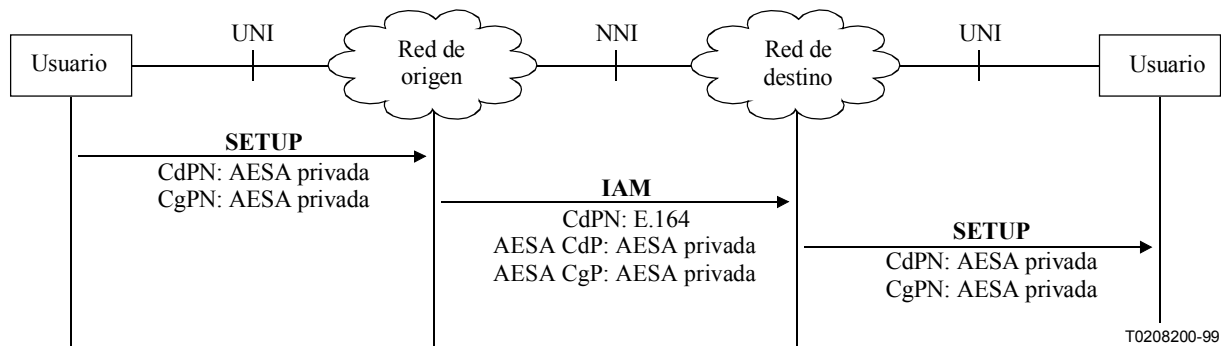 UNI
NNI
UNI
Usuario
Red de
origen
Red de
destino
Usuario
SETUP
CdPN: AESA privada
CgPN: AESA privada
IAM
CdPN: E.164
AESA CdP: AESA privada
AESA CgP: AESA privada
SETUP
CdPN: AESA privada
CgPN: AESA privada
T0208200-99